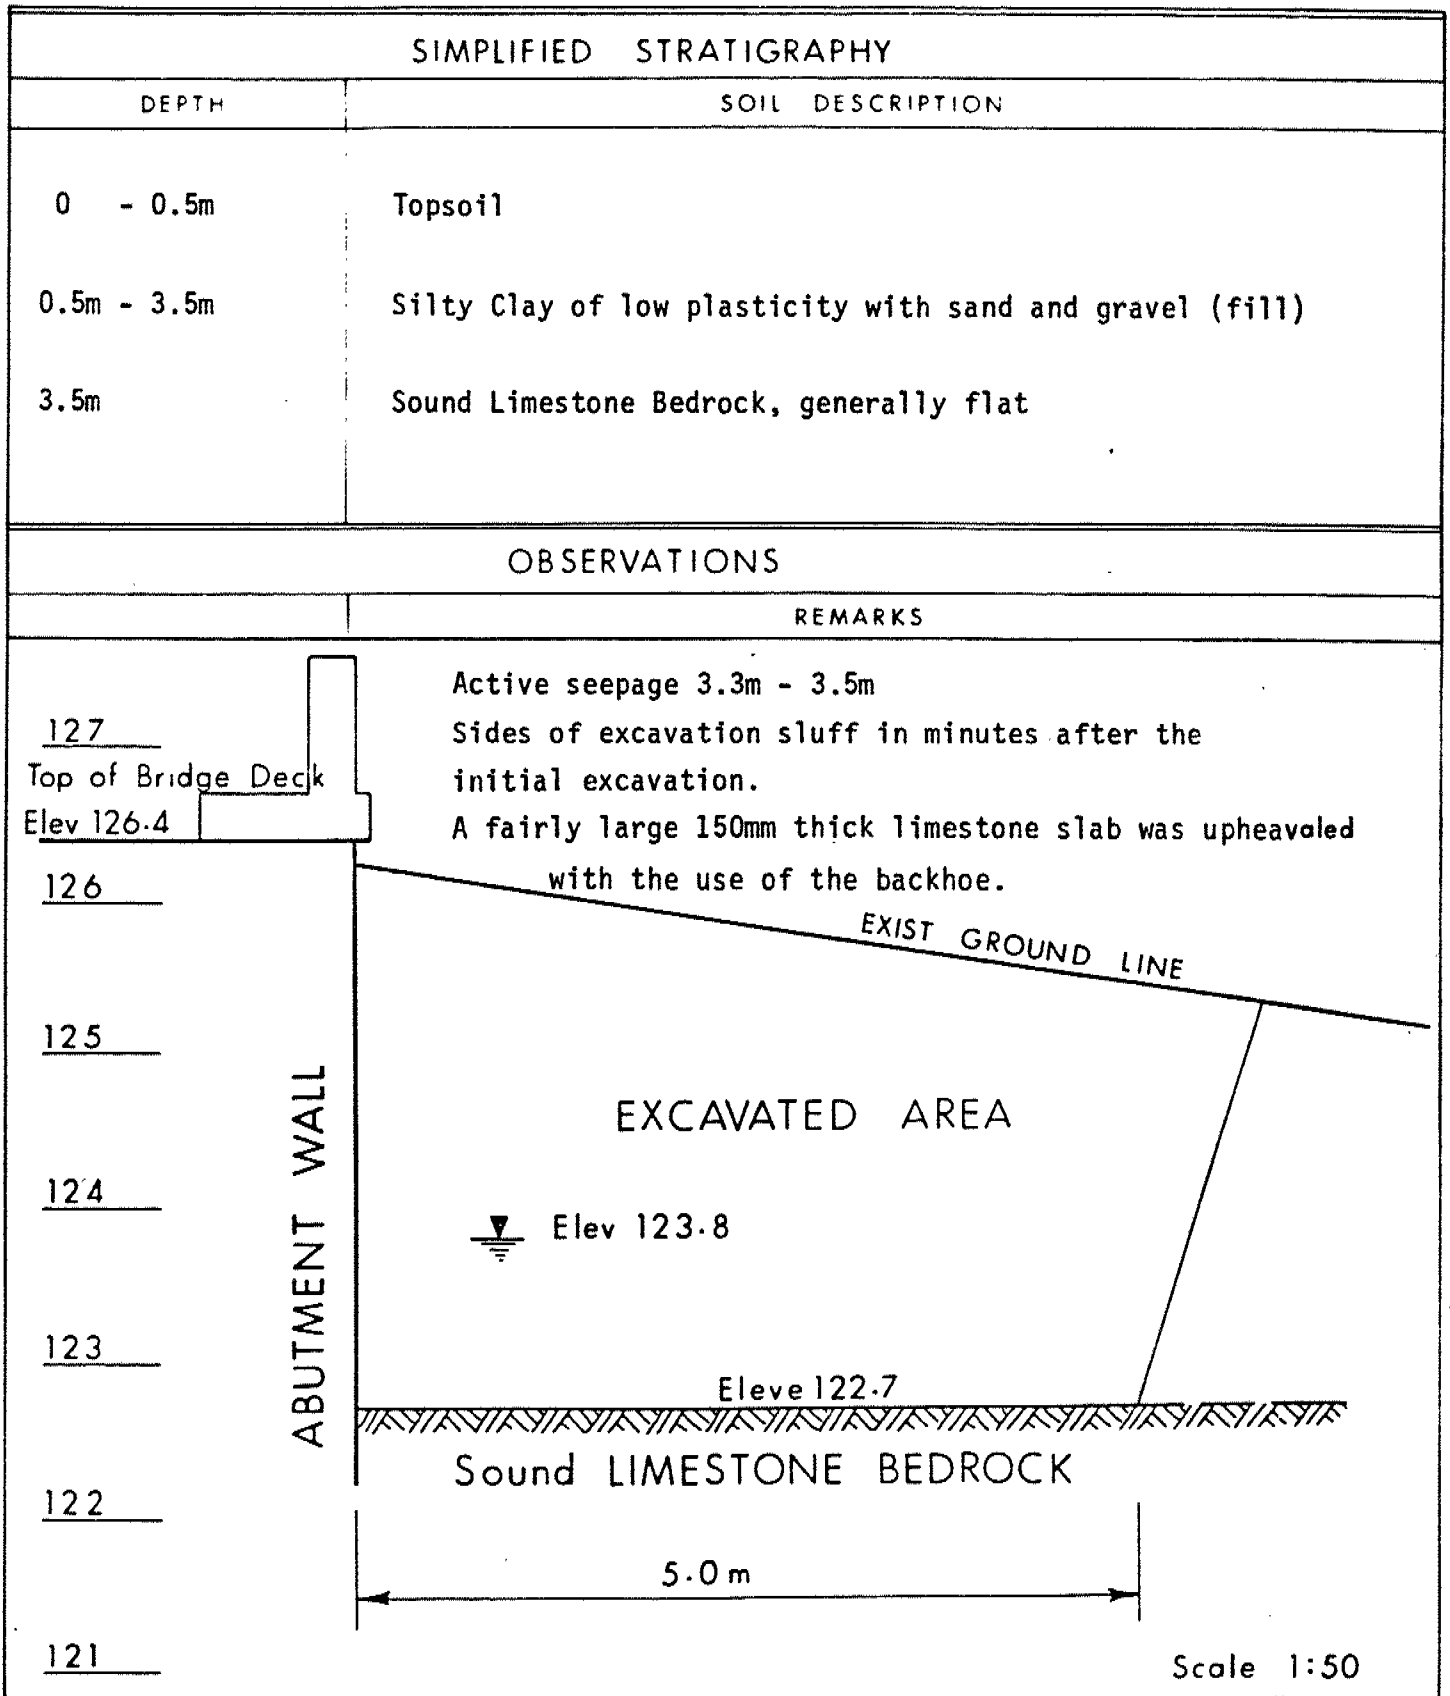 SIMPLIFIED STRATIGRAPHY
DEPTH SOIL DESCRIPTION
0 - 0.5m Topsoil
0.5m - 3.5m Silty Clay of low plasticity with sand and gravel (fill)
3.5m Sound Limestone Bedrock, generally flat
OBSERVATIONS
REMARKS
Active seepage 3.3m - 3.5m
Sides of excavation sluff in minutes after the
initial excavation.
A fairly large 150mm thick limestone slab was upheavaled
with the use of the backhoe.
127
Top of Bridge Deck
Elev 126.4
126
EXIST GROUND LINE
125
EXCAVATED AREA
ABUTMENT WALL
124
Elev 123.8
123
Eleve 122.7
Sound LIMESTONE BEDROCK
122
5.0 m
121
Scale 1:50